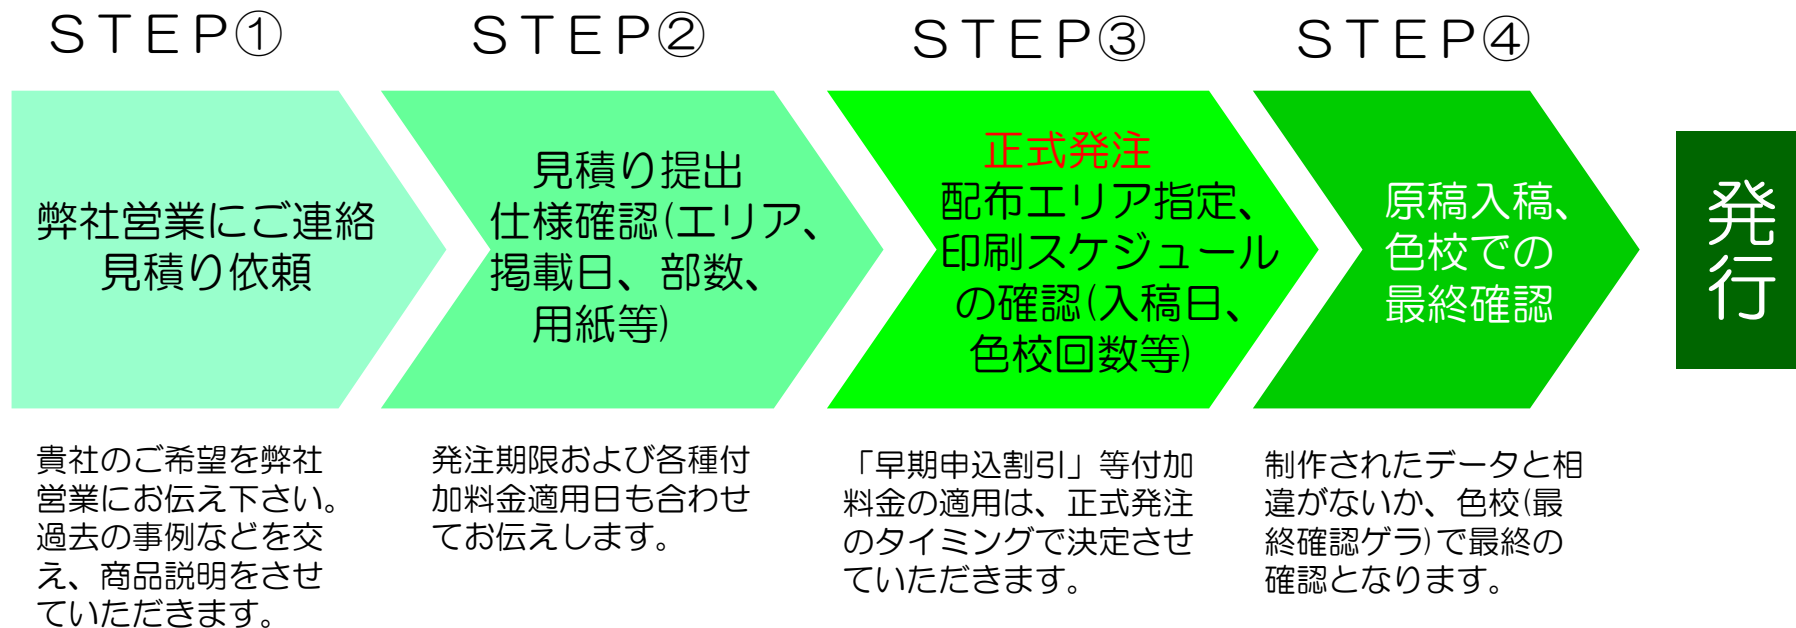 ＳＴＥＰ①
弊社営業にご連絡
見積り依頼
貴社のご希望を弊社
営業にお伝え下さい。
過去の事例などを交
え、商品説明をさせ
ていただきます。
ＳＴＥＰ②
見積り提出
仕様確認(エリア、
掲載日、部数、
用紙等)
発注期限および各種付
加料金適用日も合わせ
てお伝えします。
ＳＴＥＰ③
正式発注
配布エリア指定、
印刷スケジュール
の確認(入稿日、
色校回数等)
「早期申込割引」等付加
料金の適用は、正式発注
のタイミングで決定させ
ていただきます。
ＳＴＥＰ④
原稿入稿、
色校での
最終確認
制作されたデータと相
違がないか、色校(最
終確認ゲラ)で最終の
確認となります。
発行